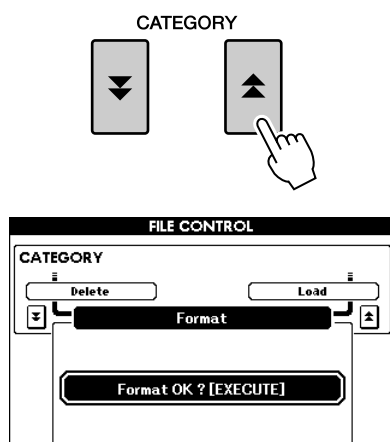 CATEGORY
FILE CONTROL
CATEGORY
Delete Load
Format
Format OK ? [EXECUTE]